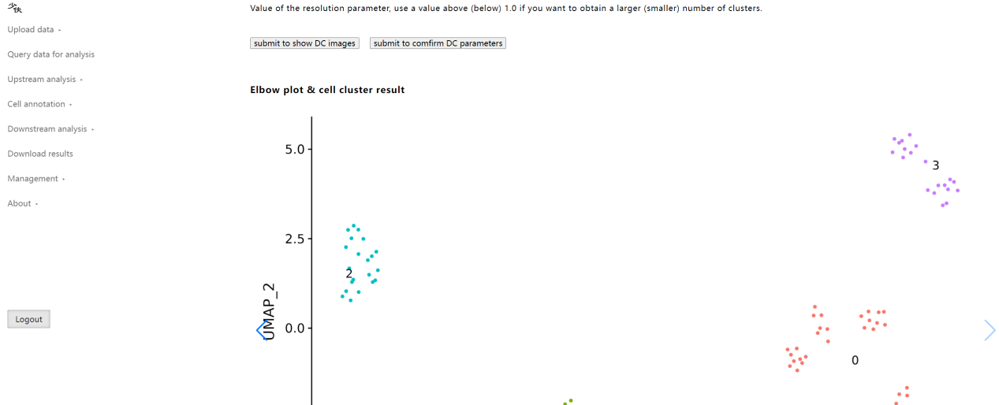 少侠
Value of the resolution parameter, use a value above (below) 1.0 if you want to obtain a larger (smaller) number of clusters.
Upload data
submit to show DC images submit to comfirm DC parameters
Query data for analysis
Upstream analysis
Cell annotation
Downstream analysis
Download results
Management
About
Logout
Elbow plot & cell cluster result
5.0
3
2.5
2
UMAP_2
0.0
0